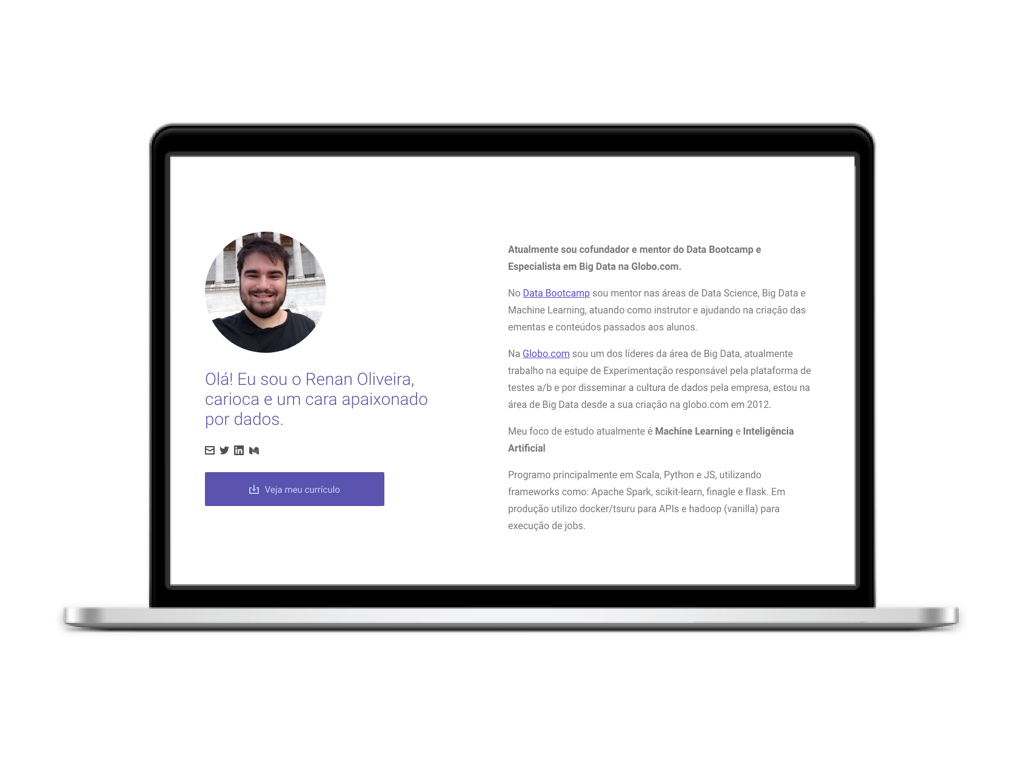 Olá! Eu sou o Renan Oliveira,
carioca e um cara apaixonado
por dados.
Veja meu currículo
Atualmente sou cofundador e mentor do Data Bootcamp e
Especialista em Big Data na Globo.com.
No Data Bootcamp sou mentor nas áreas de Data Science, Big Data e
Machine Learning, atuando como instrutor e ajudando na criação das
ementas e conteúdos passados aos alunos.
Na Globo.com sou um dos líderes da área de Big Data, atualmente
trabalho na equipe de Experimentação responsável pela plataforma de
testes a/b e por disseminar a cultura de dados pela empresa, estou na
área de Big Data desde a sua criação na globo.com em 2012.
Meu foco de estudo atualmente é Machine Learning e Inteligência
Artificial
Programo principalmente em Scala, Python e JS, utilizando
frameworks como: Apache Spark, scikit-learn, finagle e flask. Em
produção utilizo docker/tsuru para APIs e hadoop (vanilla) para
execução de jobs.